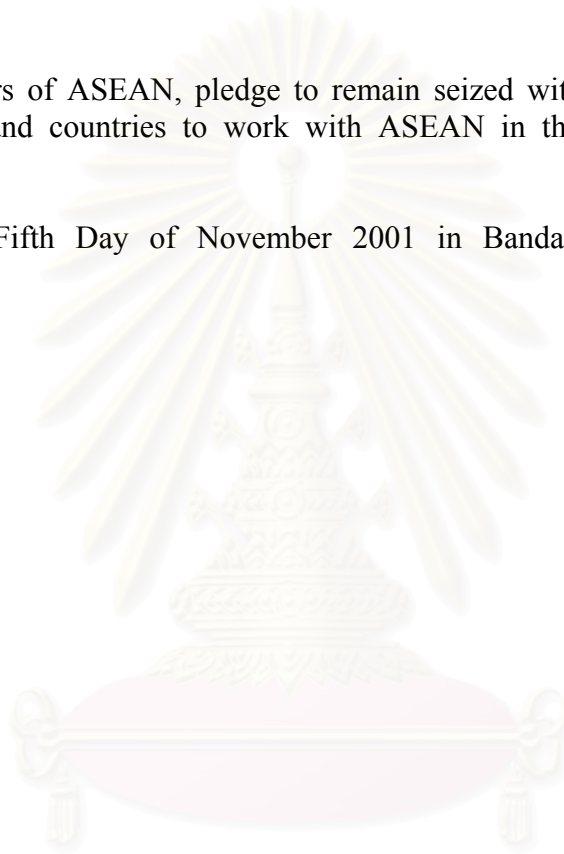 rs of ASEAN, pledge to remain seized wit
and countries to work with ASEAN in th
Fifth Day of November 2001 in Banda